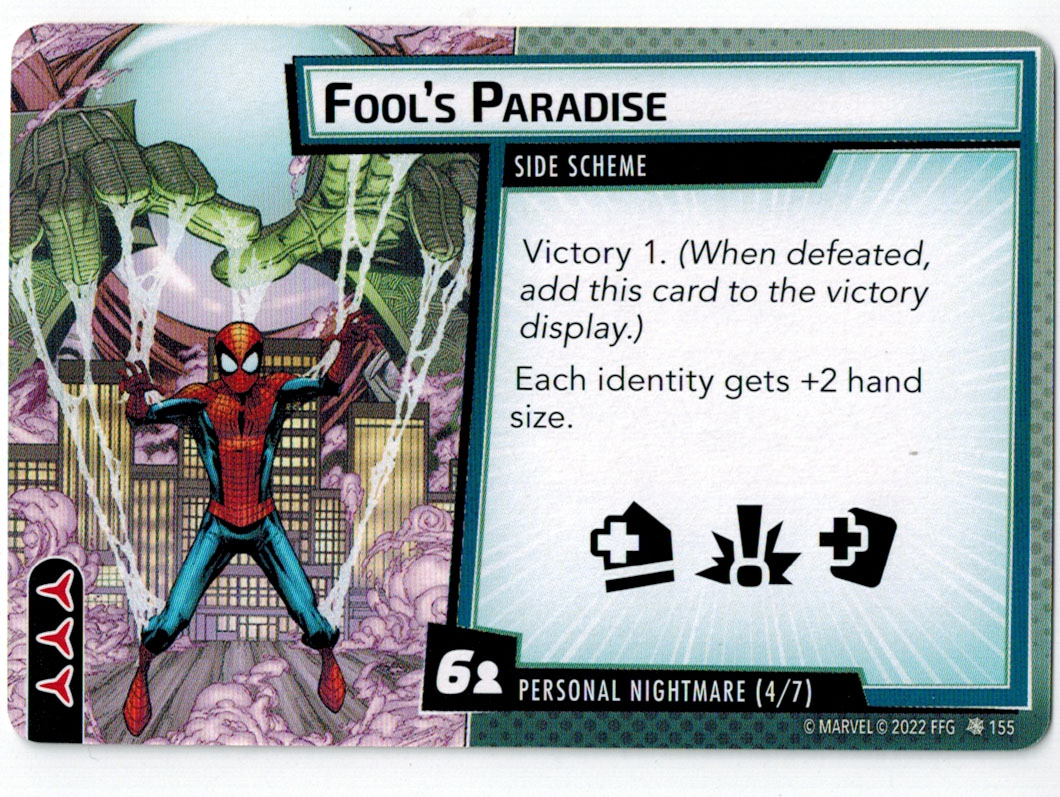 FOOL'S PARADISE
SIDE SCHEME
Victory 1. (When defeated,
add this card to the victory
display.)
Each identity gets +2 hand
size.
6
PERSONAL NIGHTMARE (4/7)
© MARVEL © 2022 FFG 155